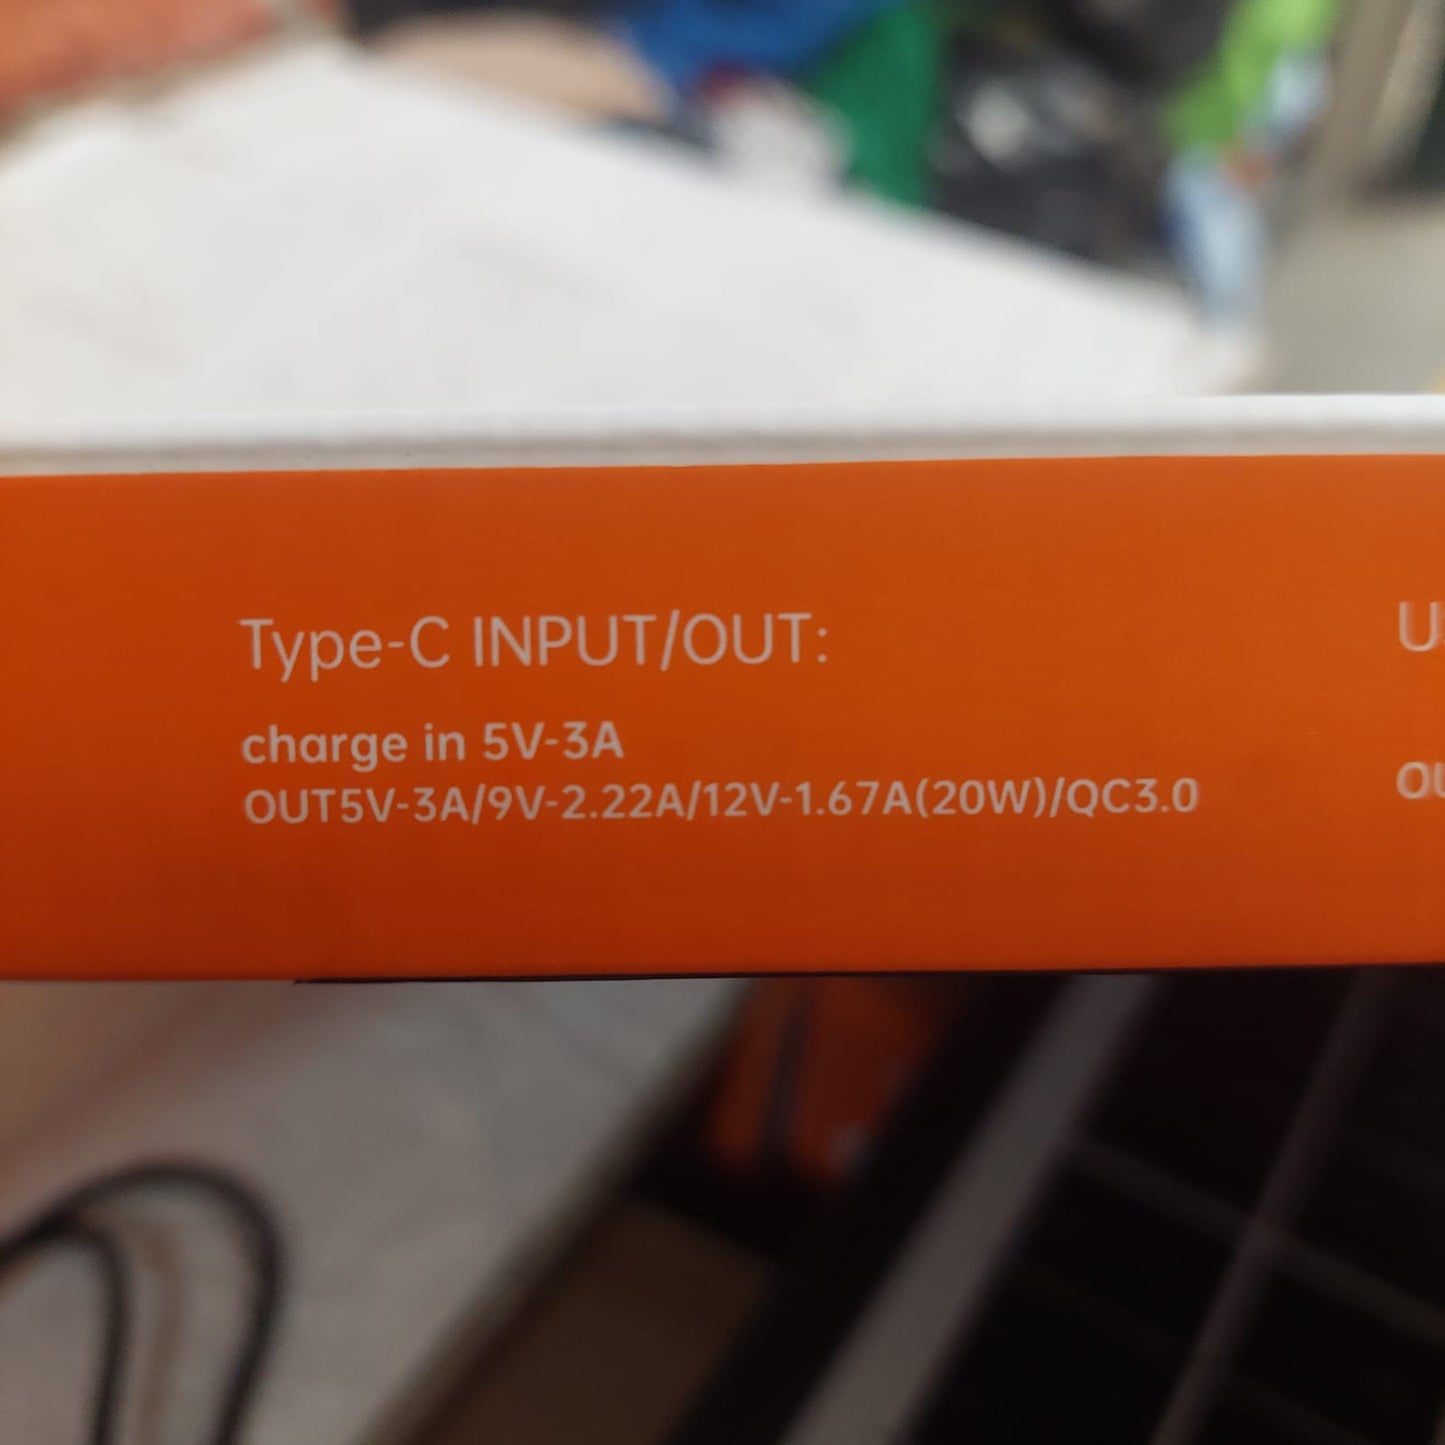 Type-C INPUT/OUT:
charge in 5V-3A
OUT5V-3A/9V-2.22A/12V-1.67A(20W)/QC3.0